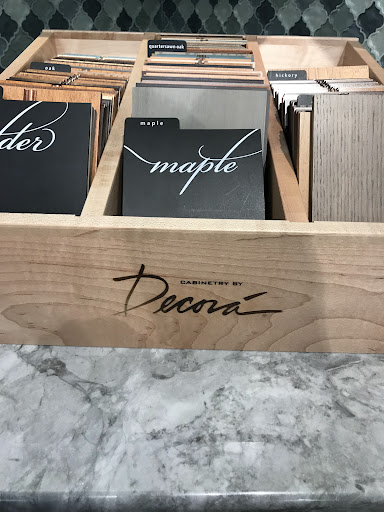 quartersawn oak
oak
hickory
maple
der
maple
CABINETRY BY
Decorá